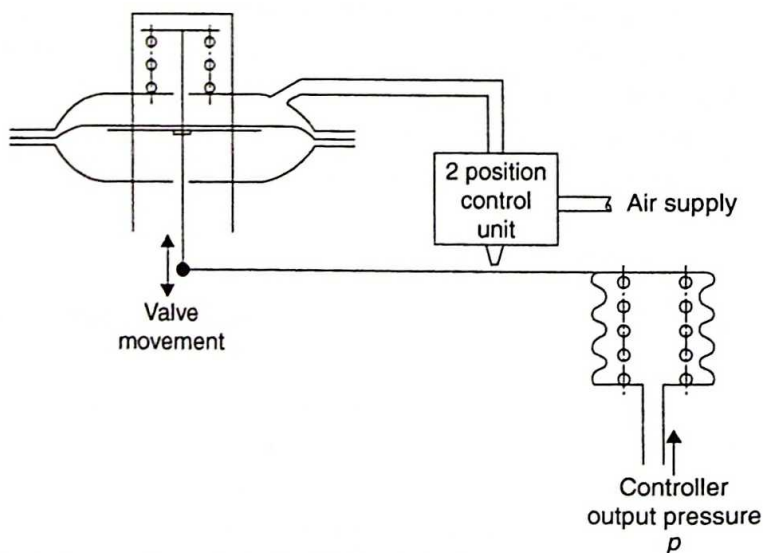 2 position
control
unit
Air supply
Valve
movement
Controller
output pressure
p